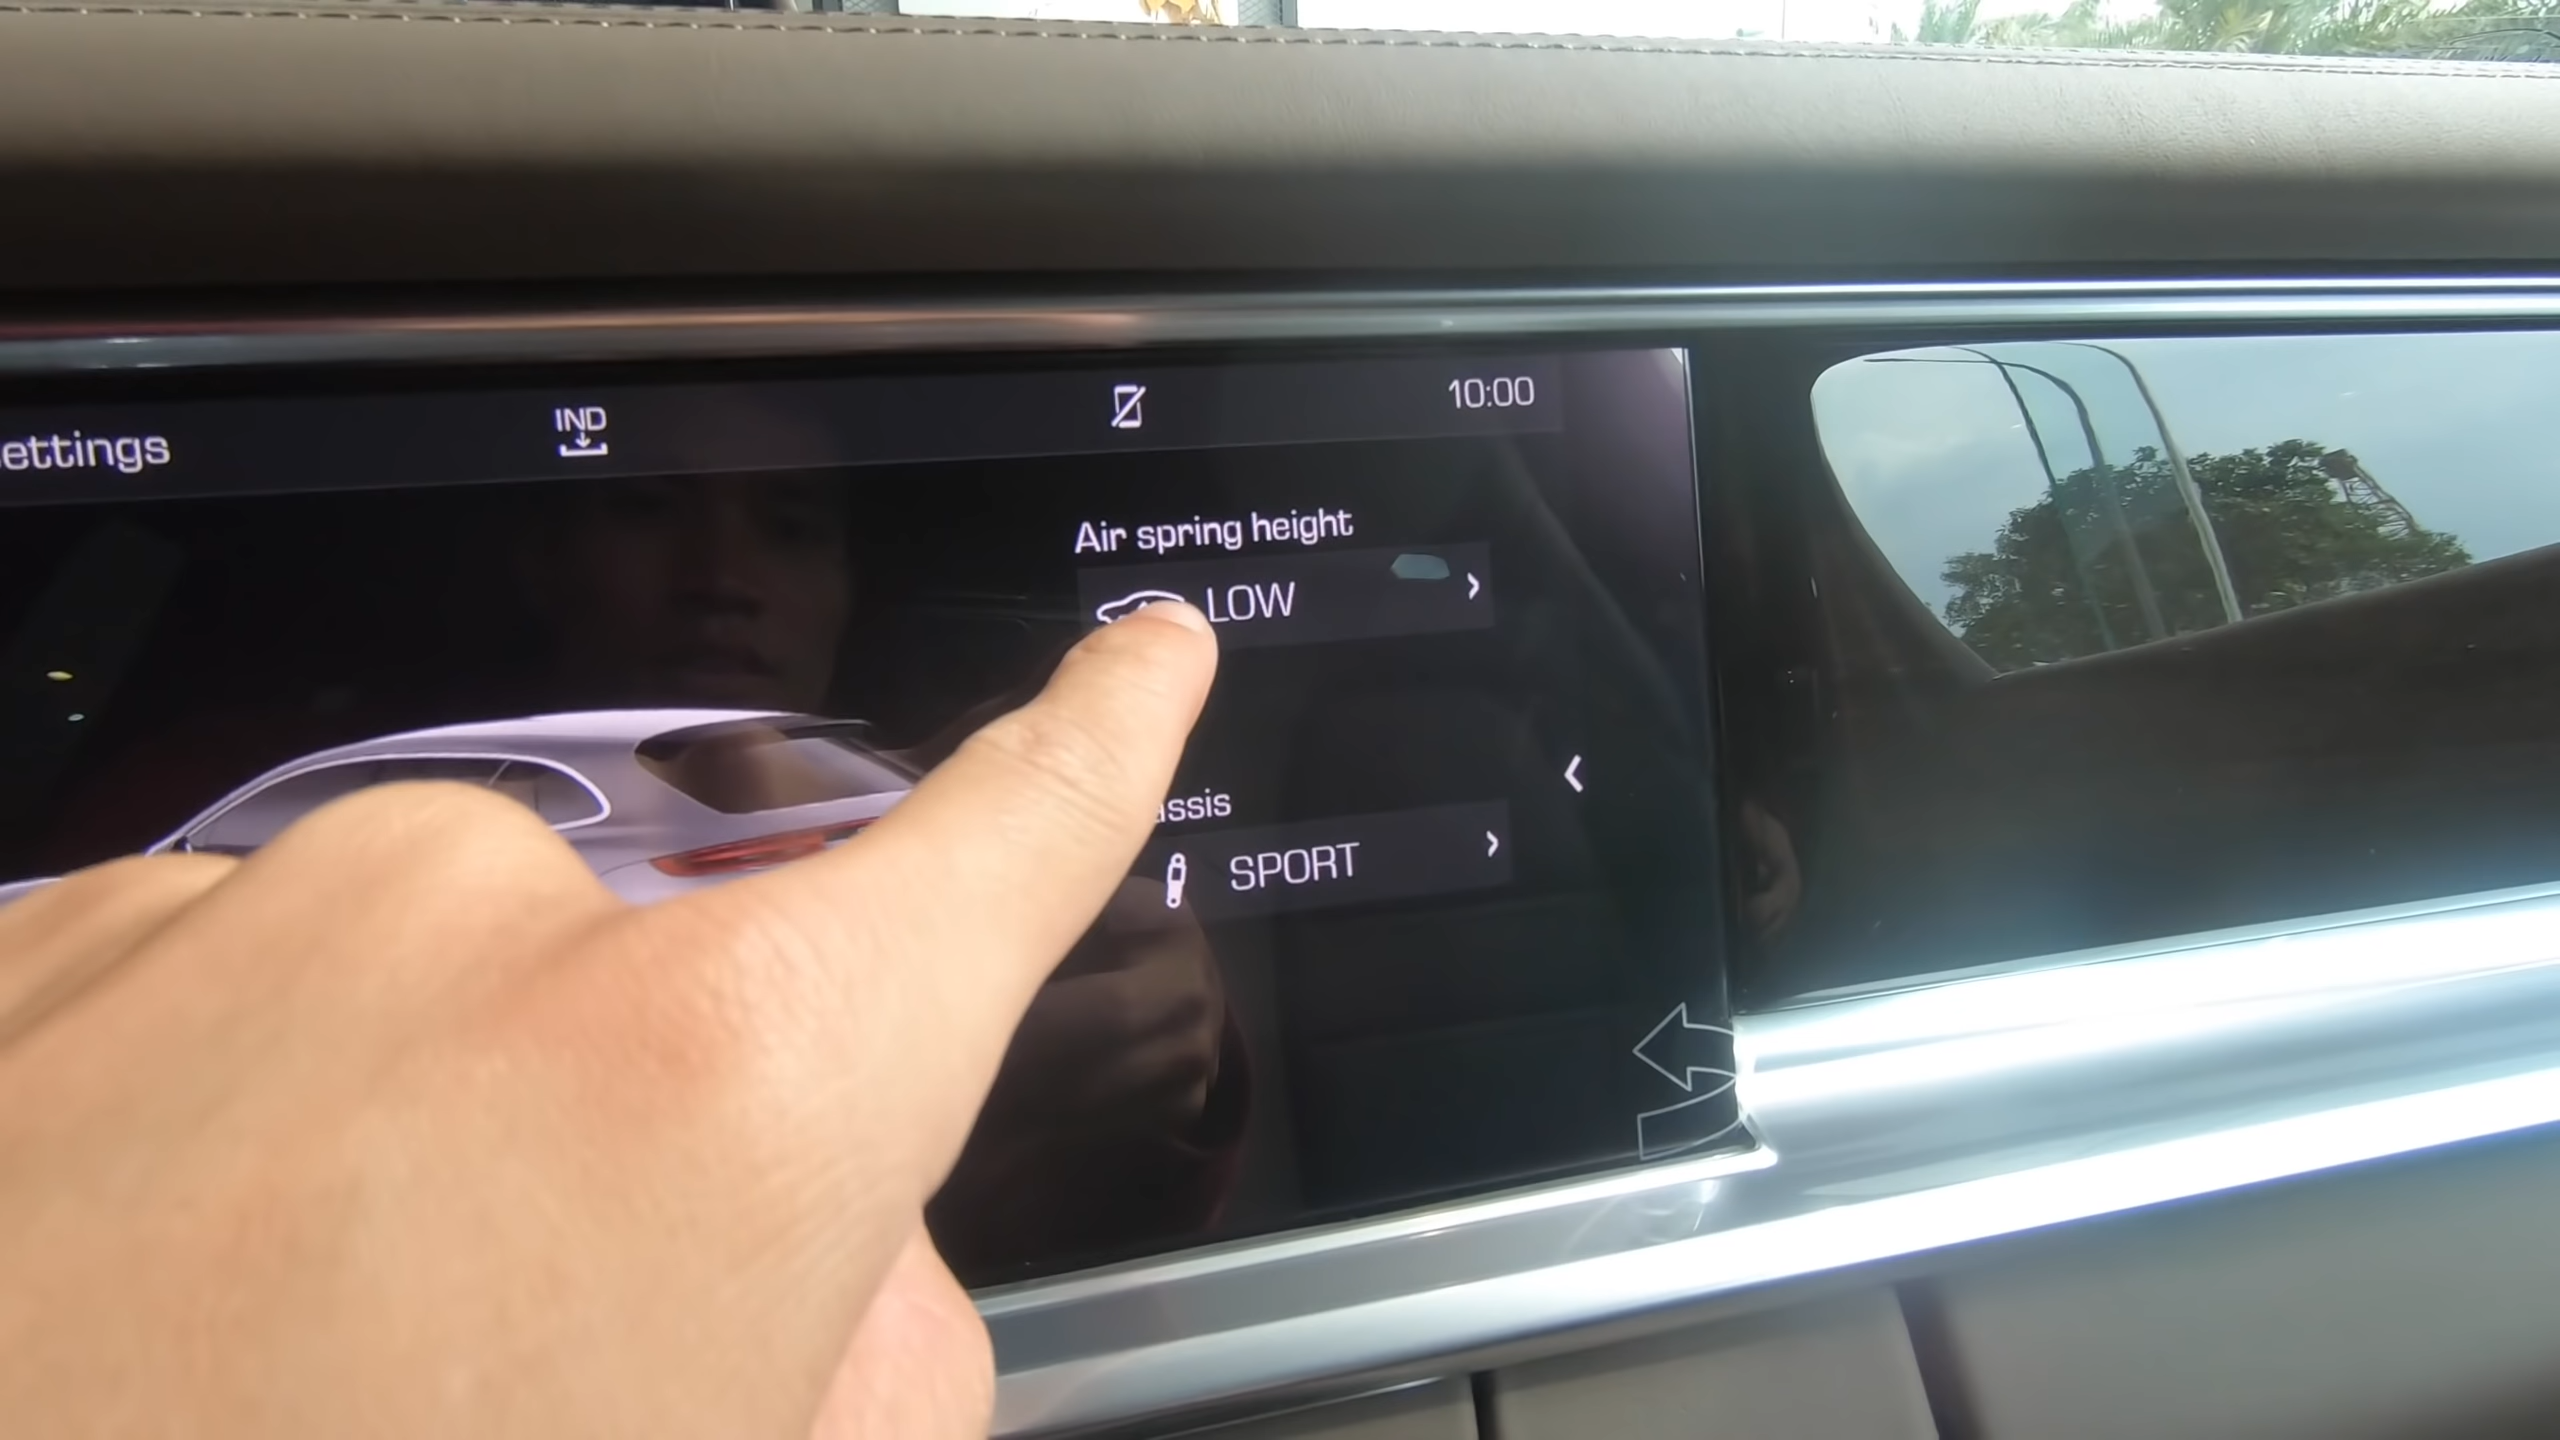 ettings
IND
10:00
Air spring height
LOW
assis
SPORT